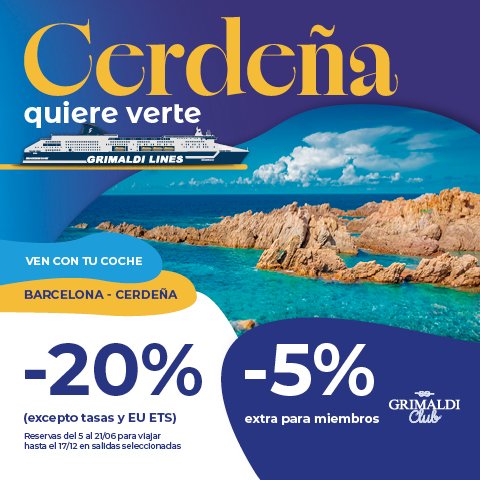 Cerdeña
quiere verte
GRIMALDI LINES
VEN CON TU COCHE
BARCELONA - CERDEÑA
-20%
(excepto tasas y EU ETS)
Reservas del 5 al 21/06 para viajar
hasta el 17/12 en salidas seleccionadas
-5%
extra para miembros
GRIMALDI
Club